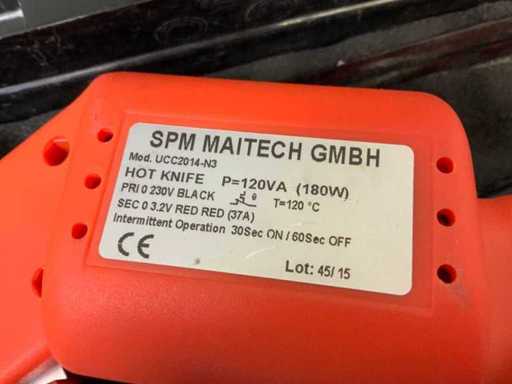 SPM MAITECH GMBH
Mod. UCC2014-N3
HOT KNIFE P=120VA (180W)
PRI 0 230V BLACK T=120 °C
SEC 0 3.2V RED RED (37A)
Intermittent Operation 30Sec ON / 60Sec OFF
CE
Lot: 45/ 15